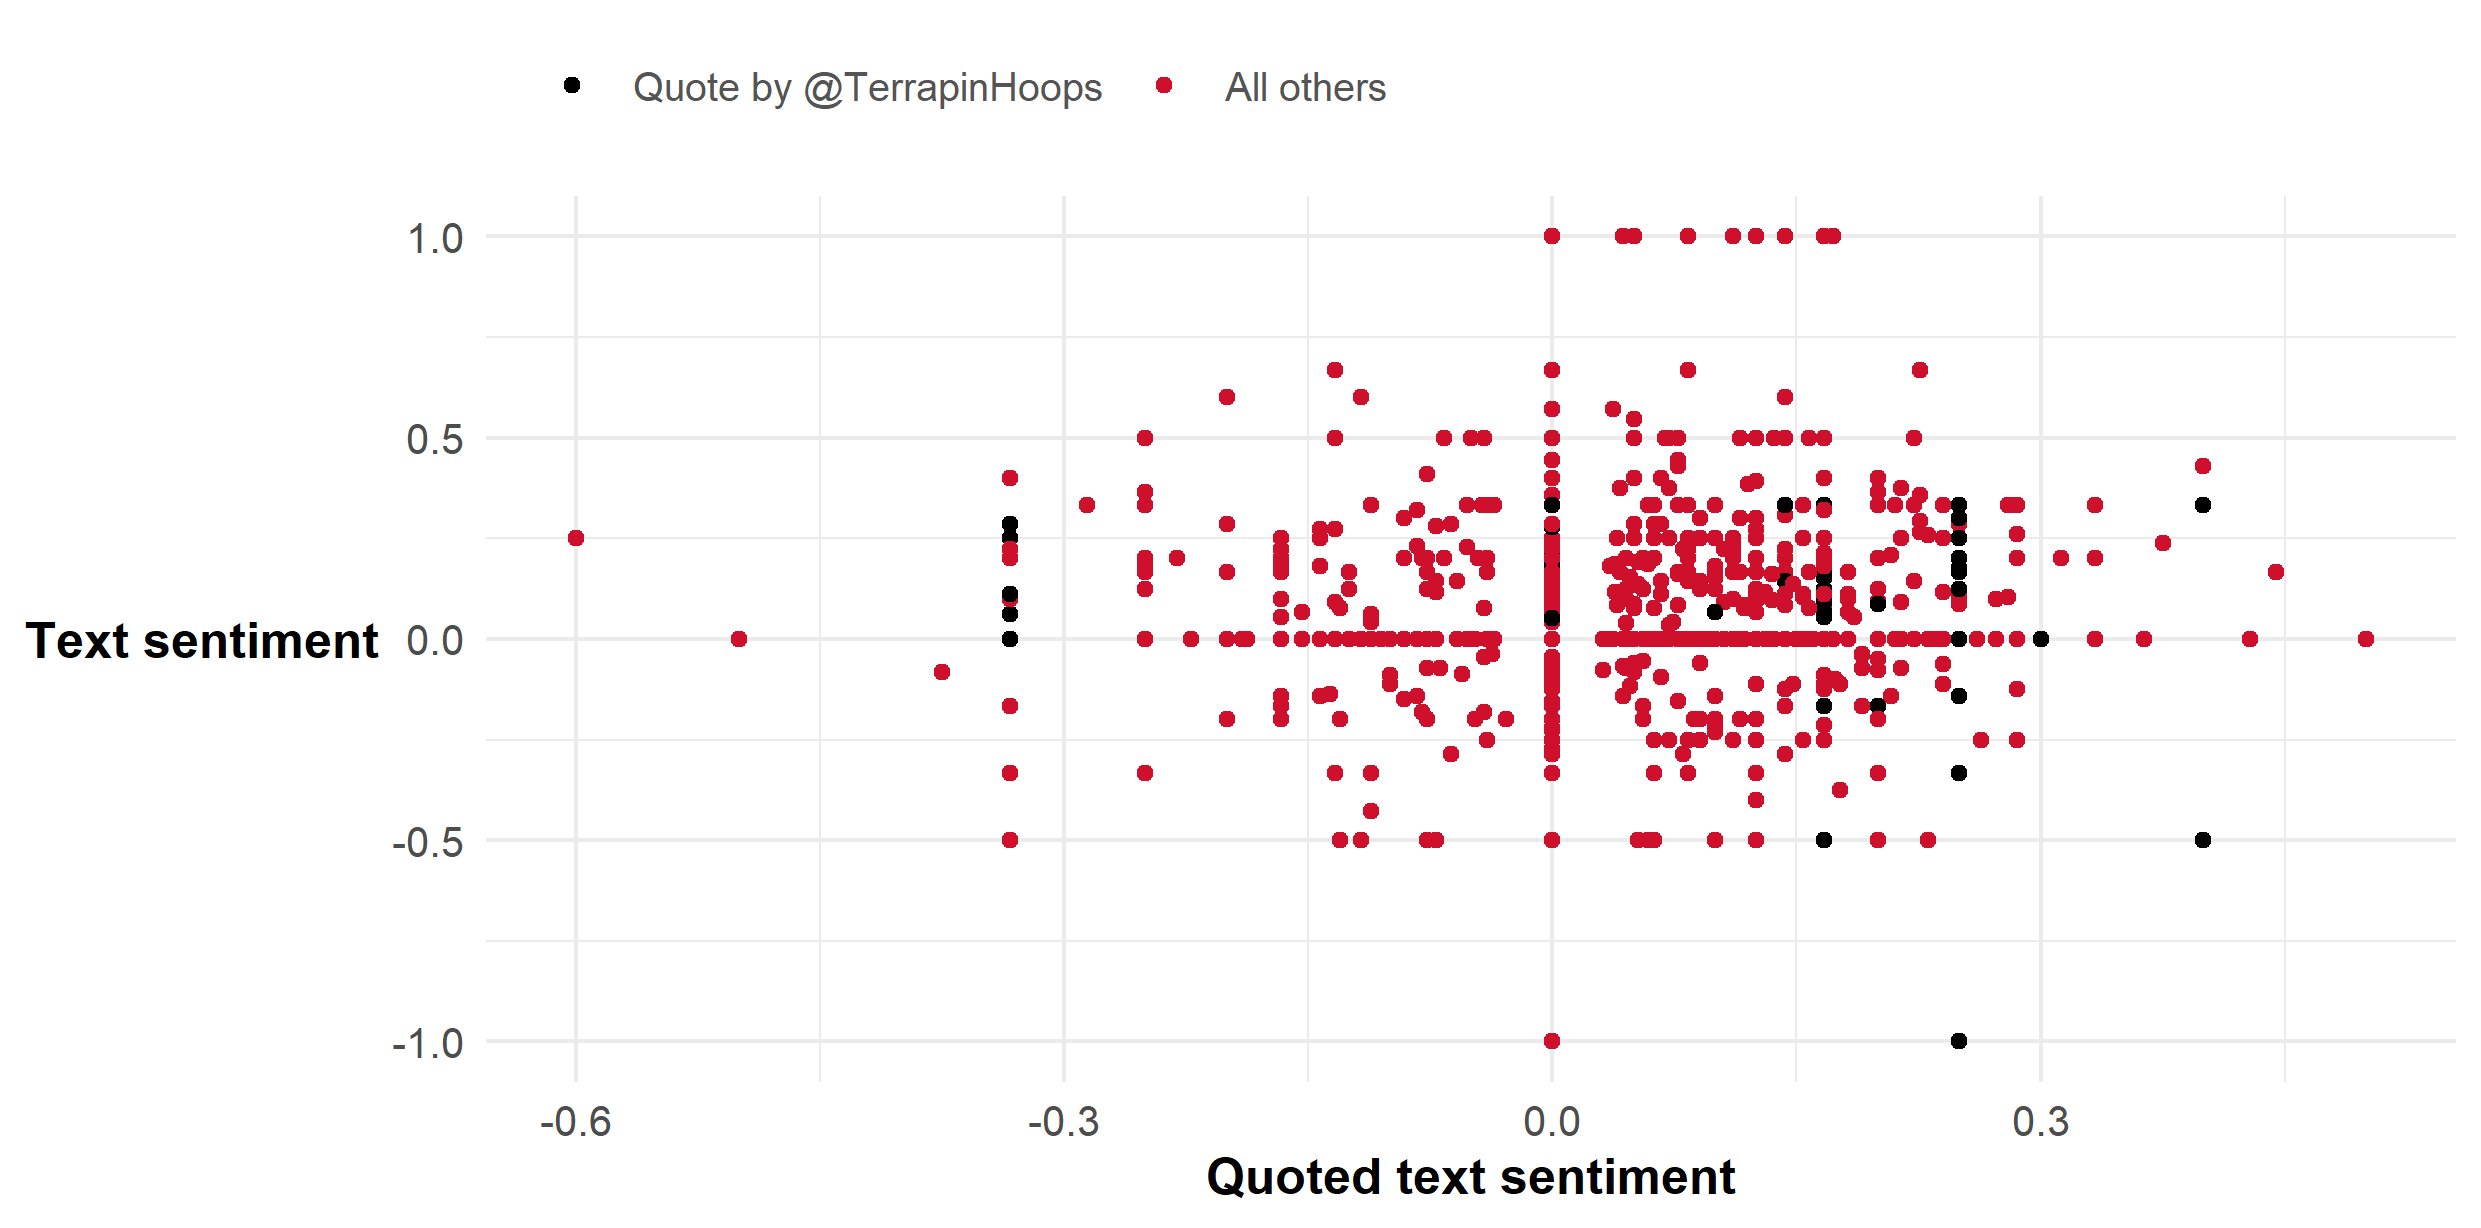 Quote by @TerrapinHoops All others
1.0
0.5
Text sentiment 0.0
-0.5
-1.0
-0.6 -0.3 0.0 0.3
Quoted text sentiment